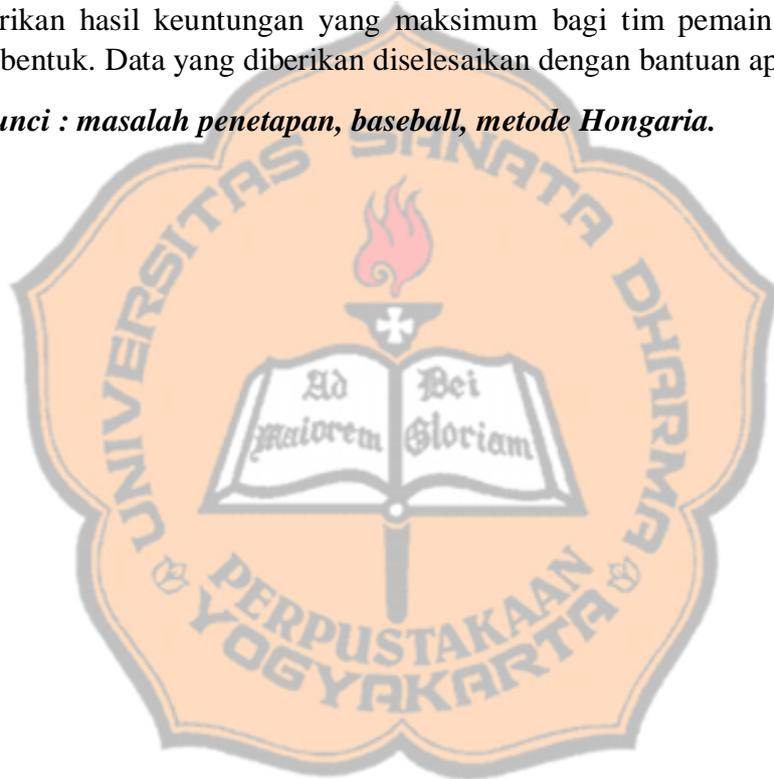 rikan hasil keuntungan yang maksimum bagi tim pemain
bentuk. Data yang diberikan diselesaikan dengan bantuan ap
unci : masalah penetapan, baseball, metode Hongaria.
UNIVERSITAS SANATA DHARMA
Ad Dei
Maiorem Gloriam
PERPUSTAKAAN
YOGYAKARTA